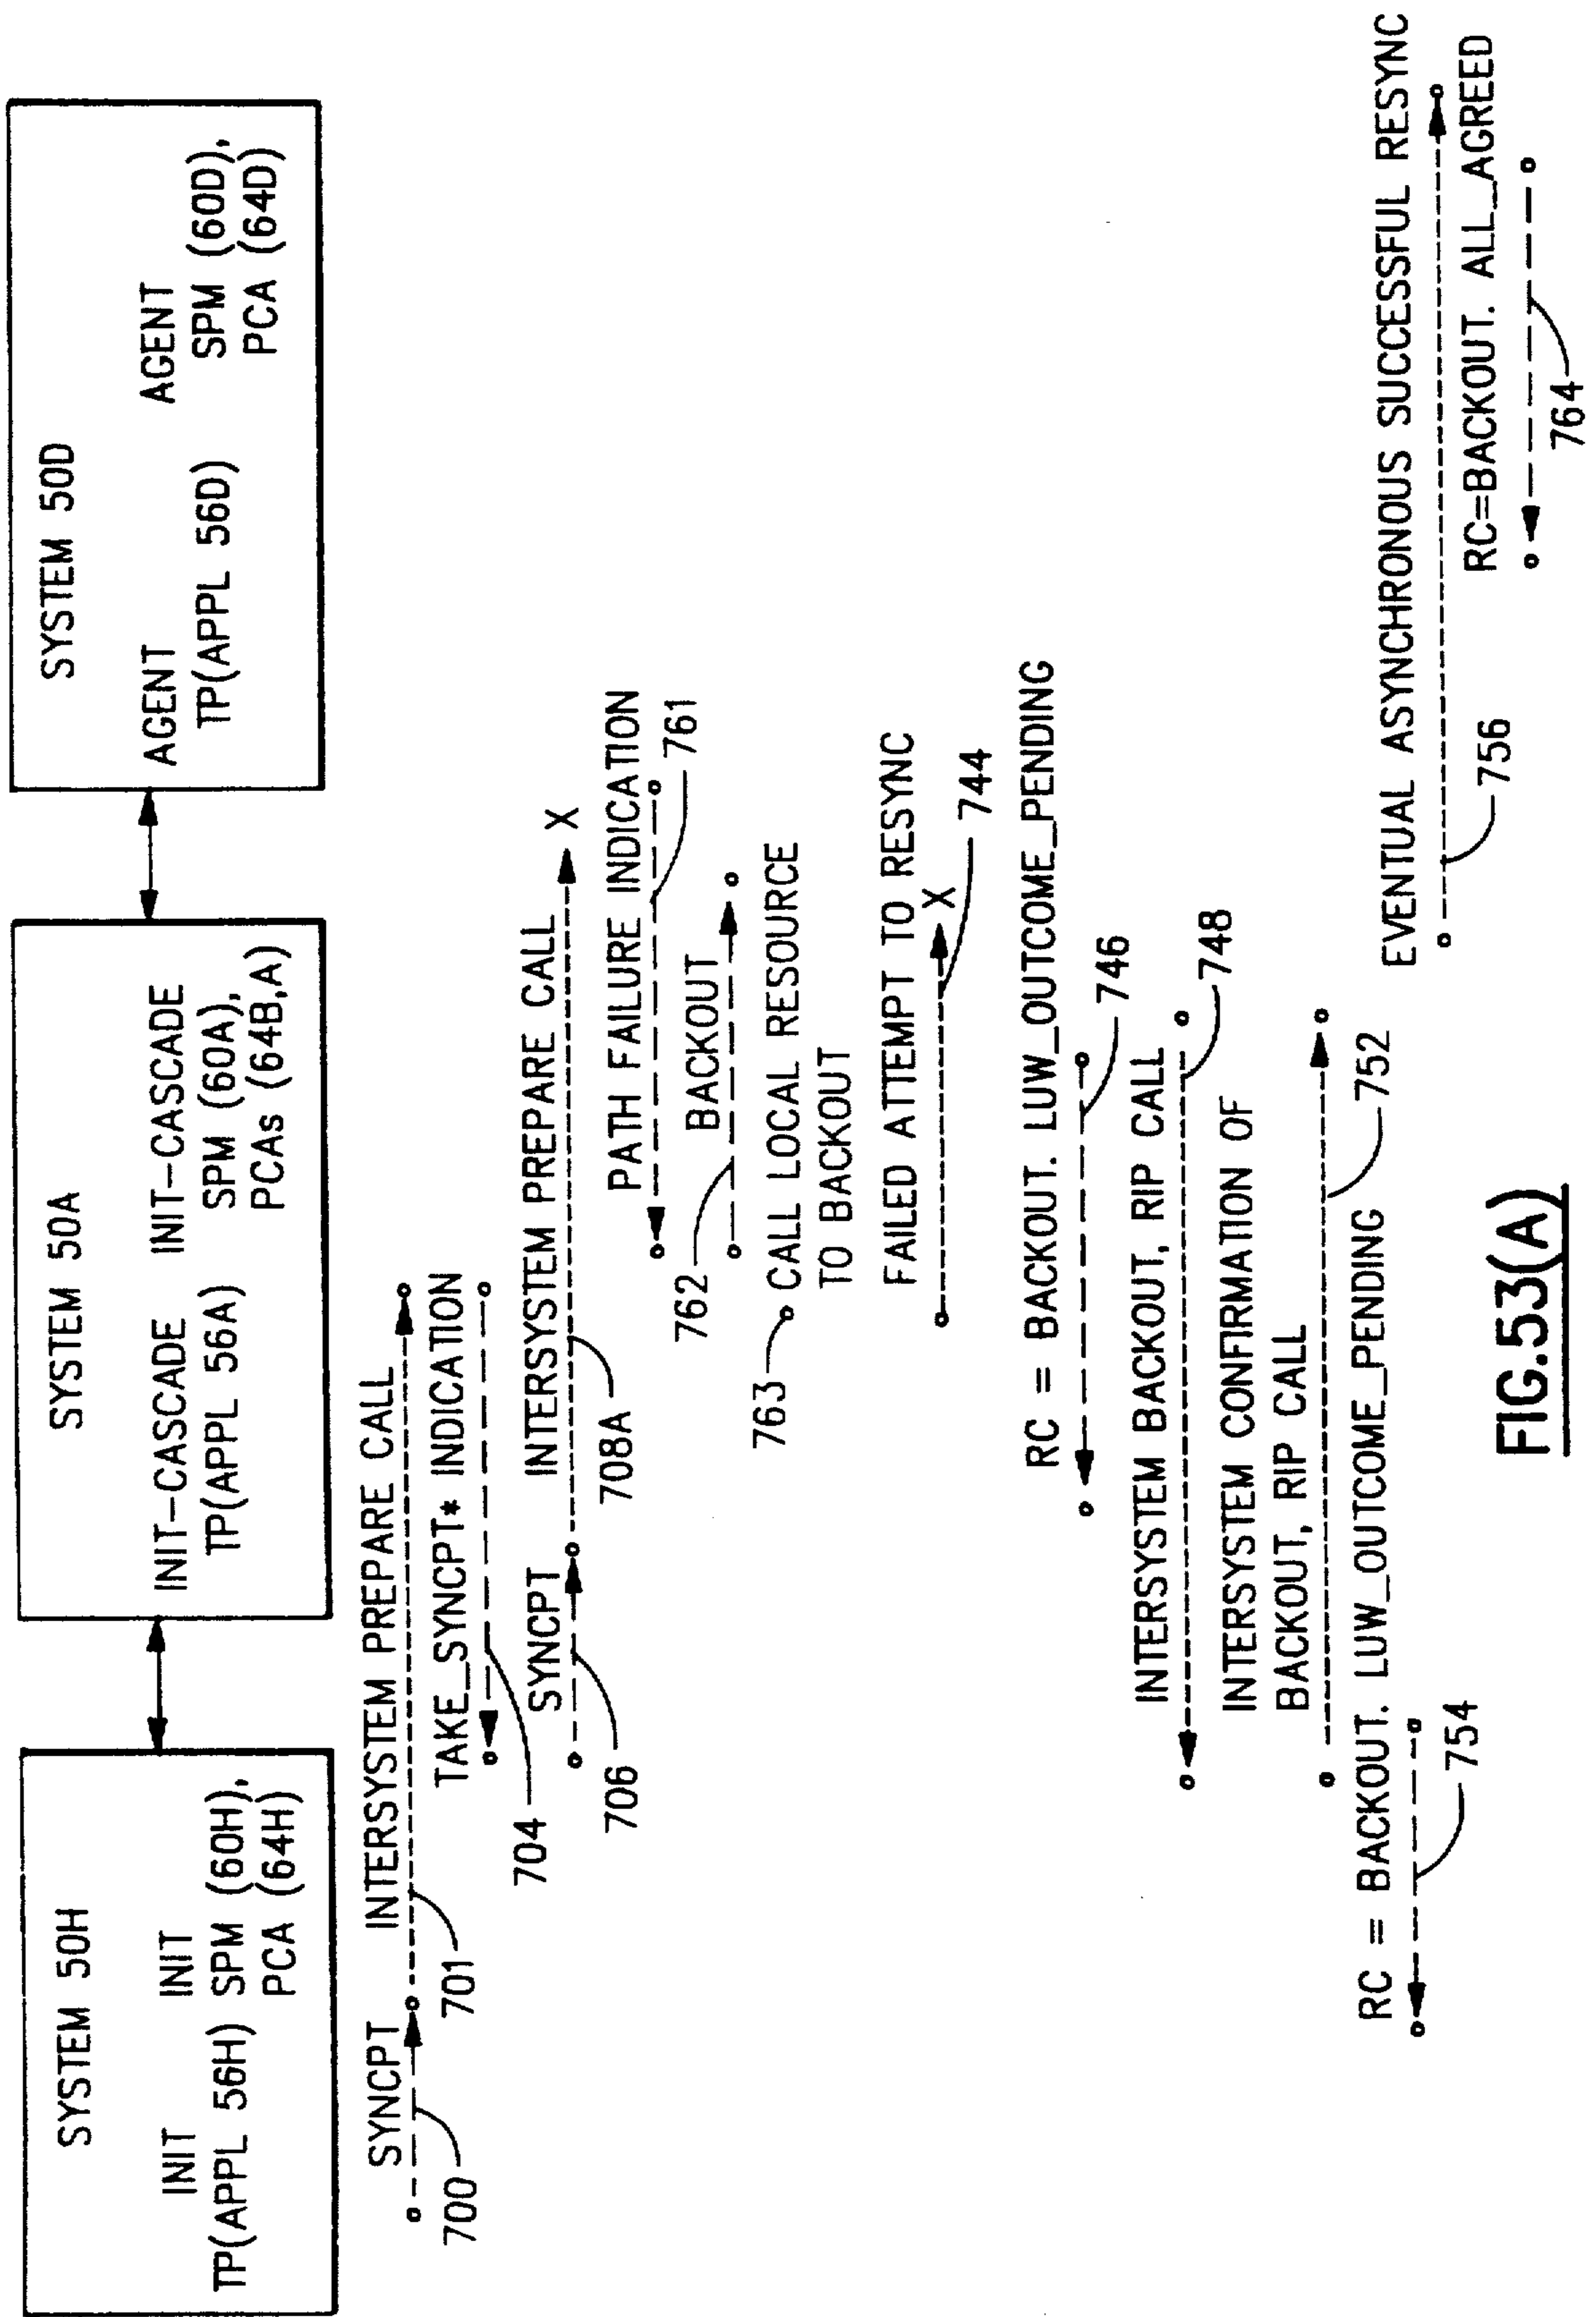 SYSTEM 50H
INIT INIT
TP(APPL 56H) SPM (60H),
PCA (64H)
SYSTEM 50A
INIT-CASCADE INIT-CASCADE
TP(APPL 56A) SPM (60A),
PCAs (64B,A)
SYSTEM 50D
AGENT AGENT
TP(APPL 56D) SPM (60D),
PCA (64D)
SYNCPT INTERSYSTEM PREPARE CALL
700
701
TAKE_SYNCPT* INDICATION
704
SYNCPT INTERSYSTEM PREPARE CALL X
706
708A
PATH FAILURE INDICATION
761
BACKOUT
762
763 CALL LOCAL RESOURCE
TO BACKOUT
FAILED ATTEMPT TO RESYNC
X
744
RC = BACKOUT. LUW_OUTCOME_PENDING
746
INTERSYSTEM BACKOUT, RIP CALL
748
INTERSYSTEM CONFIRMATION OF
BACKOUT, RIP CALL
752
RC = BACKOUT. LUW_OUTCOME_PENDING
754
EVENTUAL ASYNCHRONOUS SUCCESSFUL RESYNC
756
RC=BACKOUT. ALL_AGREED
764
FIG.53(A)